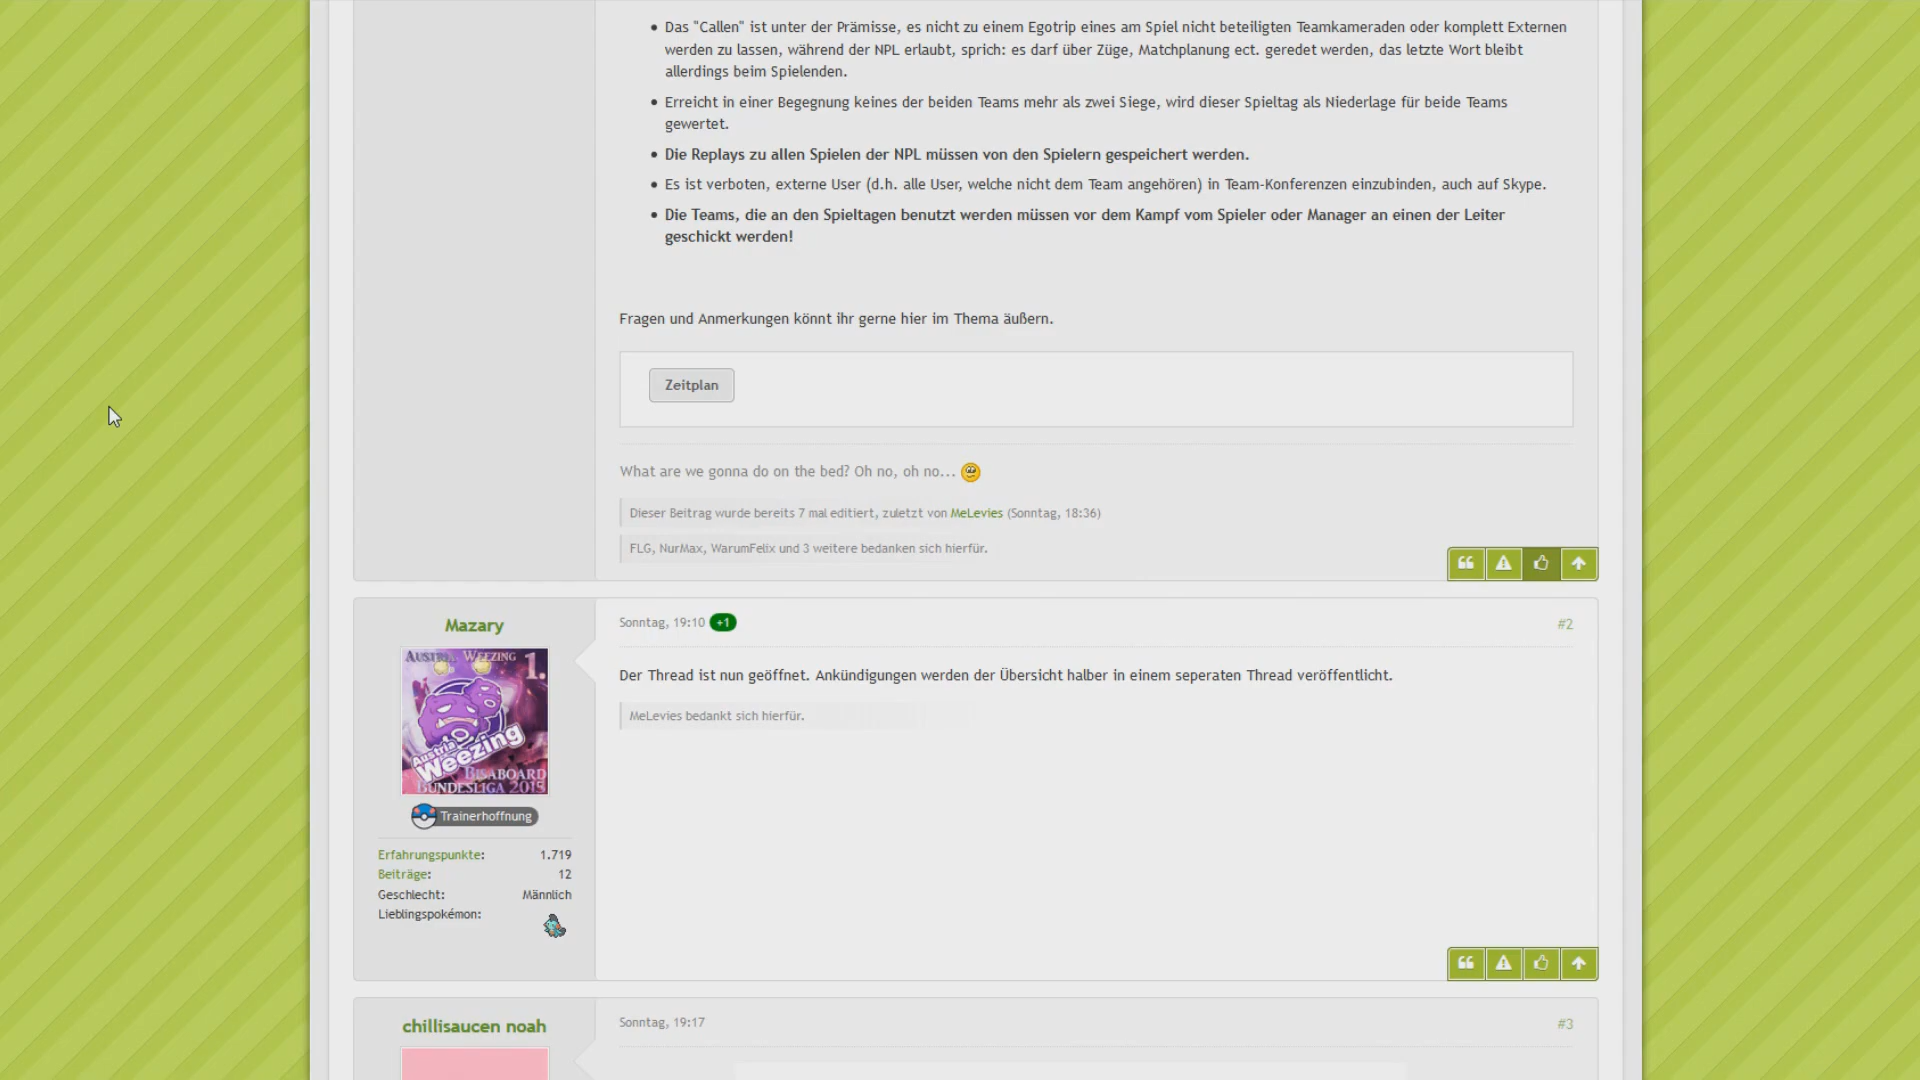 Das "Callen" ist unter der Prämisse, es nicht zu einem Egotrip eines am Spiel nicht beteiligten Teamkameraden oder komplett Externen
werden zu lassen, während der NPL erlaubt, sprich: es darf über Züge, Matchplanung ect. geredet werden, das letzte Wort bleibt
allerdings beim Spielenden.
Erreicht in einer Begegnung keines der beiden Teams mehr als zwei Siege, wird dieser Spieltag als Niederlage für beide Teams
gewertet.
Die Replays zu allen Spielen der NPL müssen von den Spielern gespeichert werden.
Es ist verboten, externe User (d.h. alle User, welche nicht dem Team angehören) in Team-Konferenzen einzubinden, auch auf Skype.
Die Teams, die an den Spieltagen benutzt werden müssen vor dem Kampf vom Spieler oder Manager an einen der Leiter
geschickt werden!
Fragen und Anmerkungen könnt ihr gerne hier im Thema äußern.
Zeitplan
What are we gonna do on the bed? Oh no, oh no...
Dieser Beitrag wurde bereits 7 mal editiert, zuletzt von MeLevies (Sonntag, 18:36)
FLG, NurMax, WarumFelix und 3 weitere bedanken sich hierfür.
Mazary
Sonntag, 19:10 +1
#2
Der Thread ist nun geöffnet. Ankündigungen werden der Übersicht halber in einem seperaten Thread veröffentlicht.
MeLevies bedankt sich hierfür.
Weezing 1.
Austria
Weezing
Bisaboard
Bundesliga 2015
Trainerhoffnung
Erfahrungspunkte: 1.719
Beiträge: 12
Geschlecht: Männlich
Lieblingspokémon:
chillisaucen noah
Sonntag, 19:17
#3